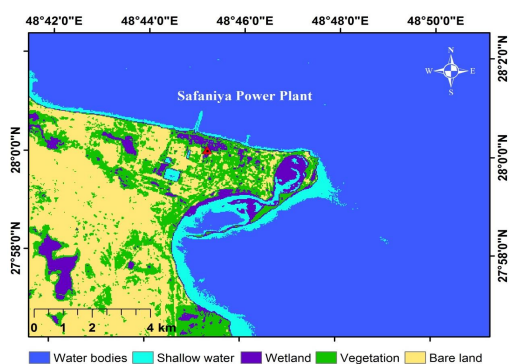 48°42'0"E 48°44'0"E 48°46'0"E 48°48'0"E 48°50'0"E
N
W E
S
28°2'0"N
Safaniya Power Plant
28°0'0"N 28°0'0"N
27°58'0"N 27°58'0"N
0 1 2 4 km
Water bodies Shallow water Wetland Vegetation Bare land